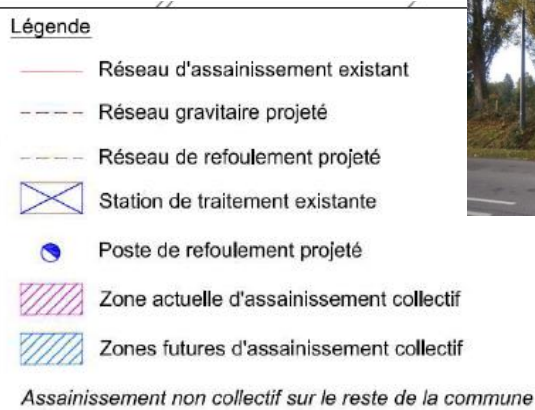 Légende
Réseau d'assainissement existant
Réseau gravitaire projeté
Réseau de refoulement projeté
Station de traitement existante
Poste de refoulement projeté
Zone actuelle d'assainissement collectif
Zones futures d'assainissement collectif
Assainissement non collectif sur le reste de la commune